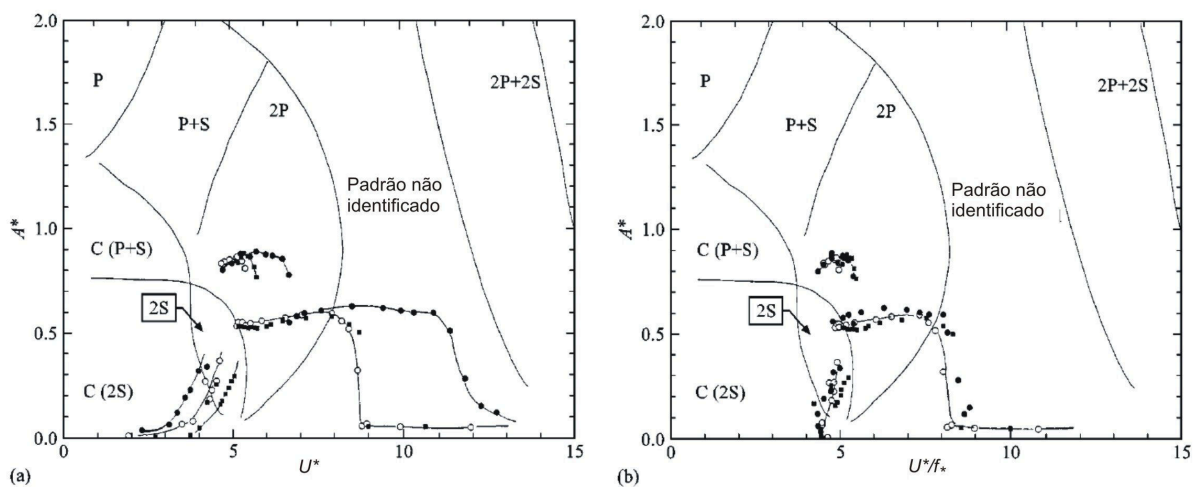 2.0
1.5
1.0
0.5
0.0
A*
P
P+S
2P
2P+2S
Padrão não
identificado
C (P+S)
2S
C (2S)
0
5
10
15
U*
(a)
2.0
1.5
1.0
0.5
0.0
A*
P
P+S
2P
2P+2S
Padrão não
identificado
C (P+S)
2S
C (2S)
0
5
10
15
U*/f*
(b)